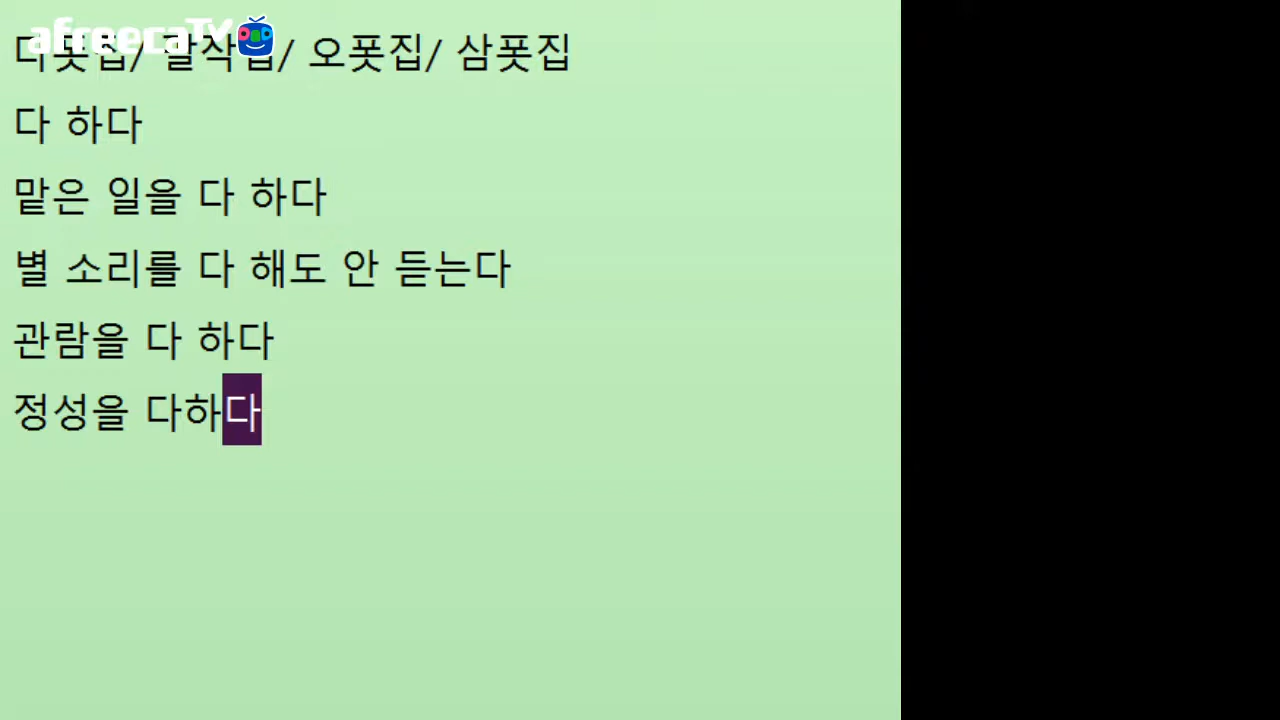 afreecaTV
오폿집/ 삼폿집
다 하다
맡은 일을 다 하다
별 소리를 다 해도 안 듣는다
관람을 다 하다
정성을 다하다